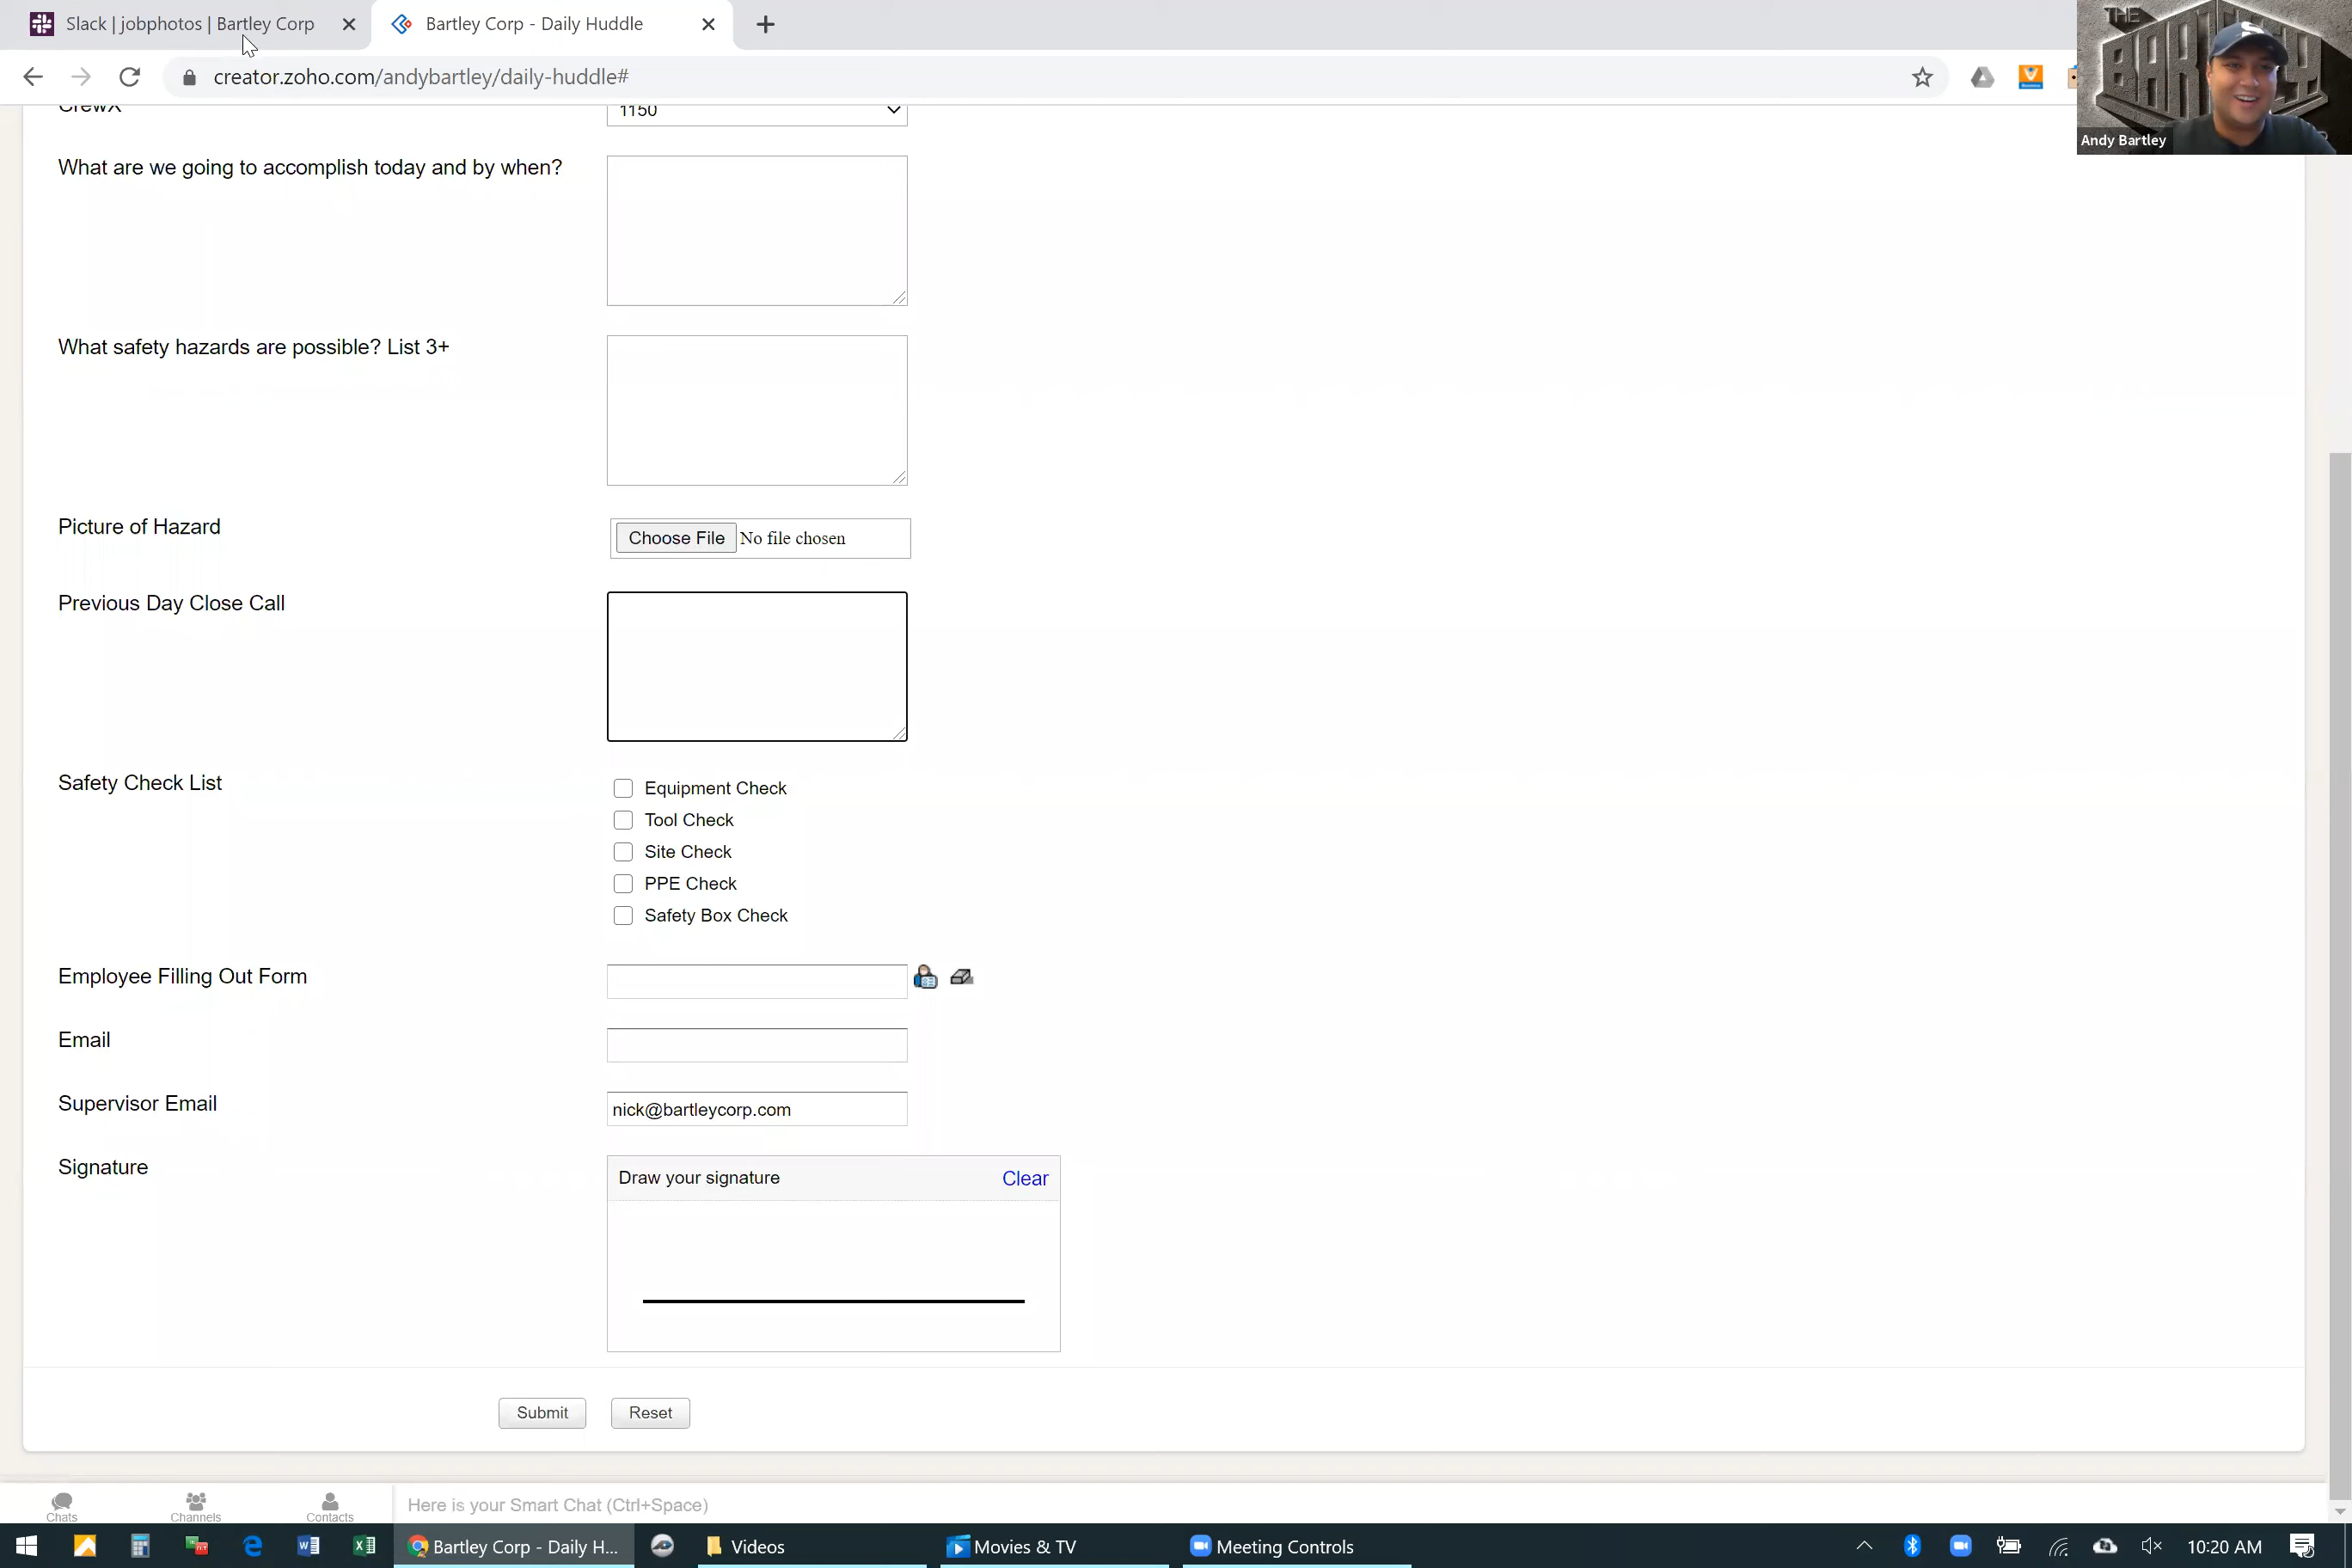 Slack | jobphotos | Bartley Corp
Bartley Corp - Daily Huddle
creator.zoho.com/andybartley/daily-huddle#
THE
BARTLEY
Andy Bartley
CrewX
1150
What are we going to accomplish today and by when?
What safety hazards are possible? List 3+
Picture of Hazard
Choose File No file chosen
Previous Day Close Call
Safety Check List
Equipment Check
Tool Check
Site Check
PPE Check
Safety Box Check
Employee Filling Out Form
Email
Supervisor Email
nick@bartleycorp.com
Signature
Draw your signature
Clear
Submit
Reset
Chats
Channels
Contacts
Here is your Smart Chat (Ctrl+Space)
Bartley Corp - Daily H...
Videos
Movies & TV
Meeting Controls
10:20 AM